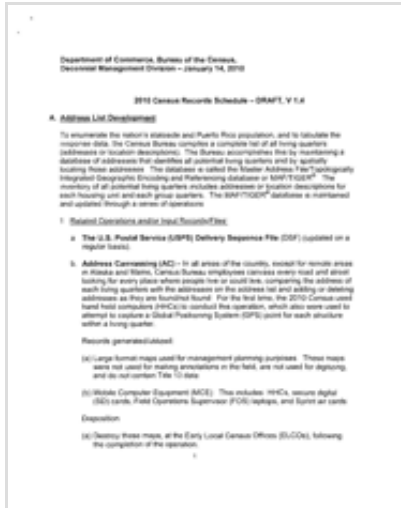 Department of Commerce, Bureau of the Census,
Decennial Management Division – January 14, 2010
2010 Census Records Schedule – DRAFT, V 1.4
A. Address List Development
To enumerate the nation's stateside and Puerto Rico population, and to tabulate the
response data, the Census Bureau compiles a complete list of all living quarters
(addresses or location descriptions). The Bureau accomplishes this by maintaining a
database of addresses that identifies all potential living quarters and by spatially
locating those addresses. The database is called the Master Address File/Topologically
Integrated Geographic Encoding and Referencing database or MAF/TIGER®. The
inventory of all potential living quarters includes addresses or location descriptions for
each housing unit and each group quarters. The MAF/TIGER® database is maintained
and updated through a series of operations.
1. Related Operations and/or Input Records/Files:
a. The U.S. Postal Service (USPS) Delivery Sequence File (DSF) (updated on a
regular basis).
b. Address Canvassing (AC) – In all areas of the country, except for remote areas
in Alaska and Maine, Census Bureau employees canvass every road and street
looking for every place where people live or could live, comparing the address of
each living quarters with the addresses on the address list and adding or deleting
addresses as they are found/not found. For the first time, the 2010 Census used
hand held computers (HHCs) to conduct this operation, which also were used to
attempt to capture a Global Positioning System (GPS) point for each structure
within a living quarter.
Records generated/utilized:
(a) Large format maps used for management planning purposes. These maps
were not used for making annotations in the field, are not used for digitizing,
and do not contain Title 13 data.
(b) Mobile Computer Equipment (MCE). This includes: HHCs, secure digital
(SD) cards, Field Operations Supervisor (FOS) laptops, and Sprint air cards.
Disposition:
(a) Destroy these maps, at the Early Local Census Offices (ELCOs), following
the completion of the operation.